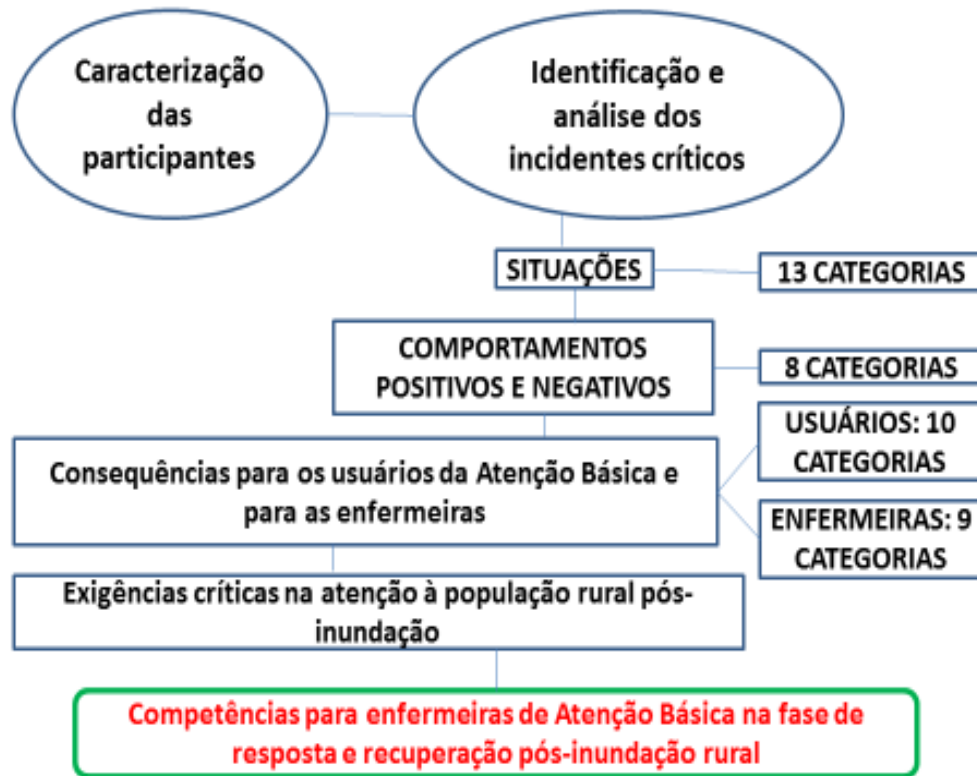 Caracterização
das
participantes
Identificação e
análise dos
incidentes críticos
SITUAÇÕES
13 CATEGORIAS
COMPORTAMENTOS
POSITIVOS E NEGATIVOS
8 CATEGORIAS
Consequências para os usuários da Atenção Básica e
para as enfermeiras
USUÁRIOS: 10
CATEGORIAS
ENFERMEIRAS: 9
CATEGORIAS
Exigências críticas na atenção à população rural pós-
inundação
Competências para enfermeiras de Atenção Básica na fase de
resposta e recuperação pós-inundação rural